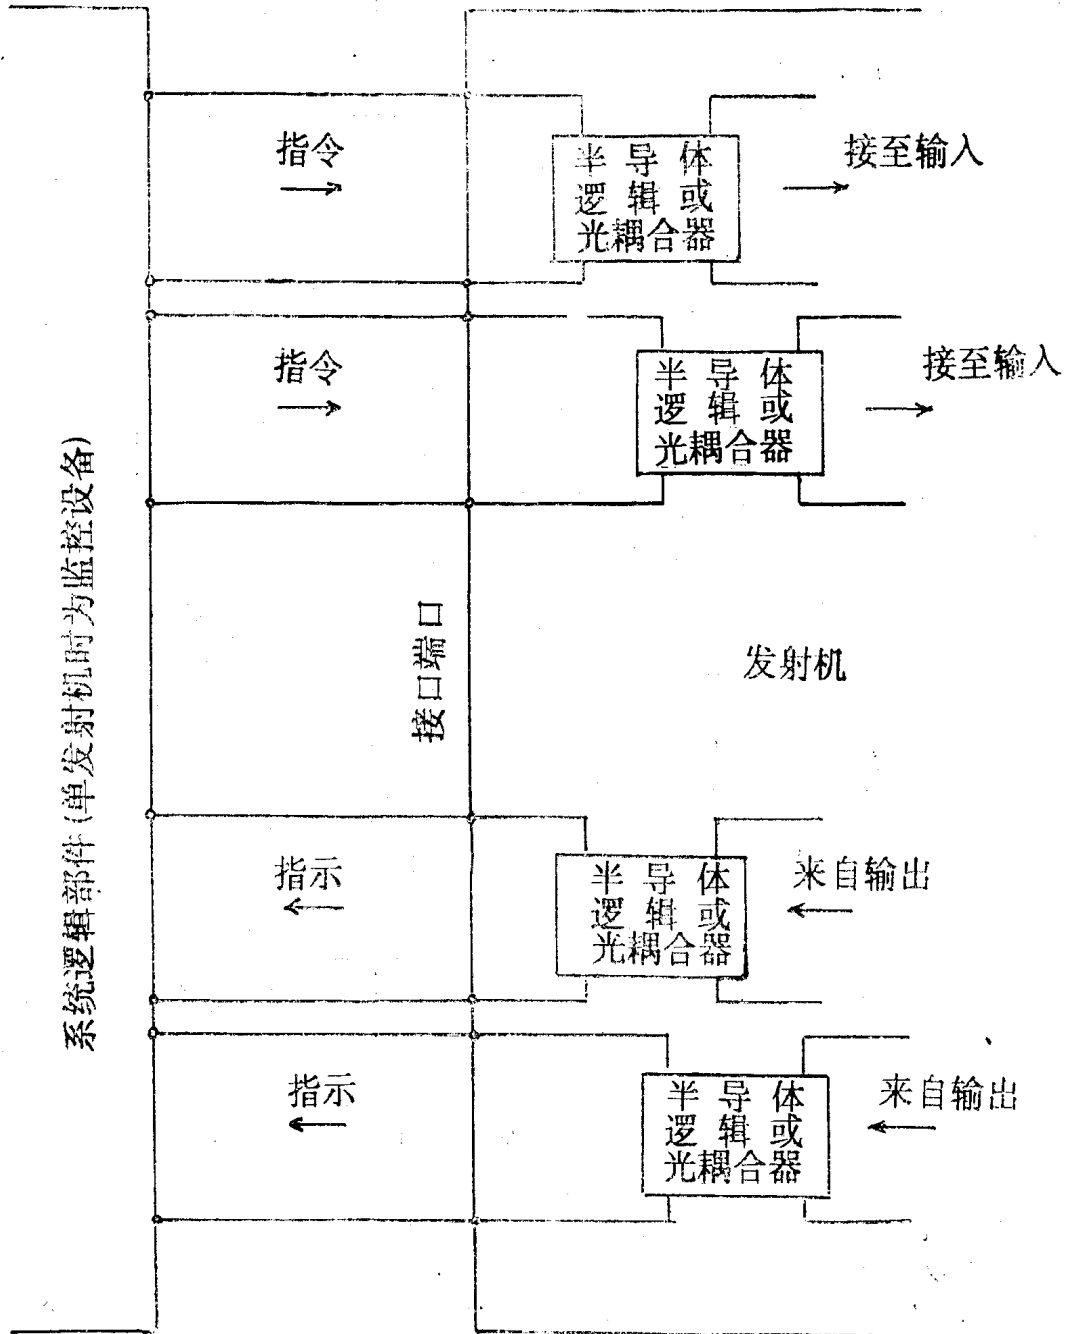 指令
半导体
逻辑或
光耦合器
接至输入
指令
半导体
逻辑或
光耦合器
接至输入
系统逻辑部件(单发射机时为监控设备)
接口端口
发射机
指示
半导体
逻辑或
光耦合器
来自输出
指示
半导体
逻辑或
光耦合器
来自输出